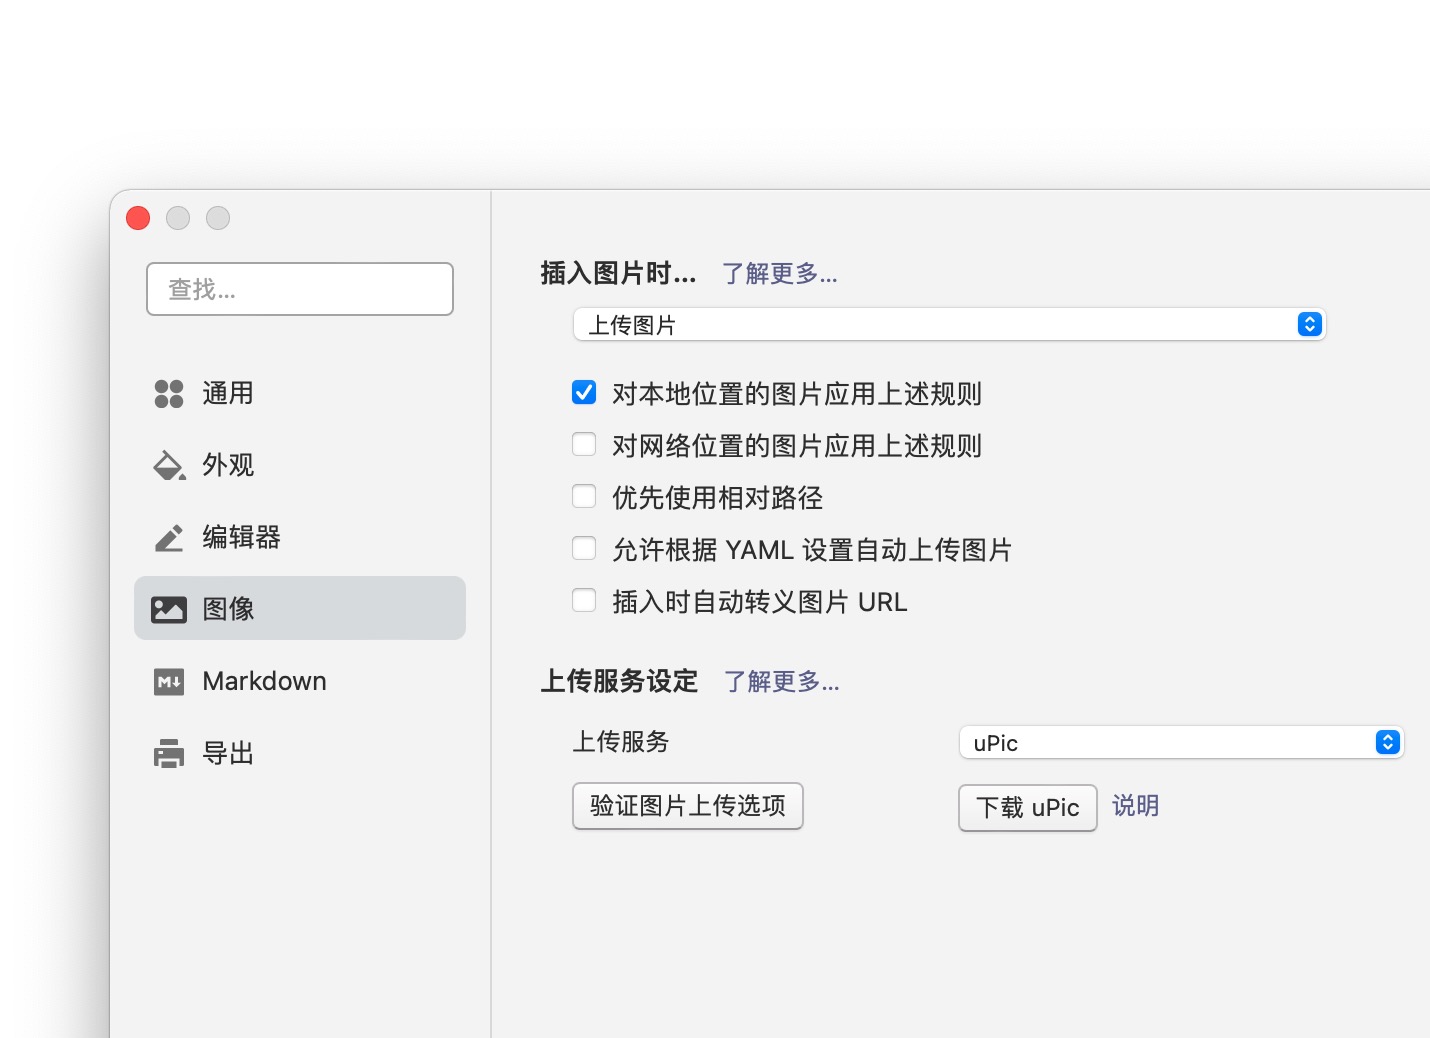 查找...
通用
外观
编辑器
图像
Markdown
导出
插入图片时... 了解更多...
上传图片
对本地位置的图片应用上述规则
对网络位置的图片应用上述规则
优先使用相对路径
允许根据 YAML 设置自动上传图片
插入时自动转义图片 URL
上传服务设定 了解更多...
上传服务 uPic
验证图片上传选项 下载 uPic 说明